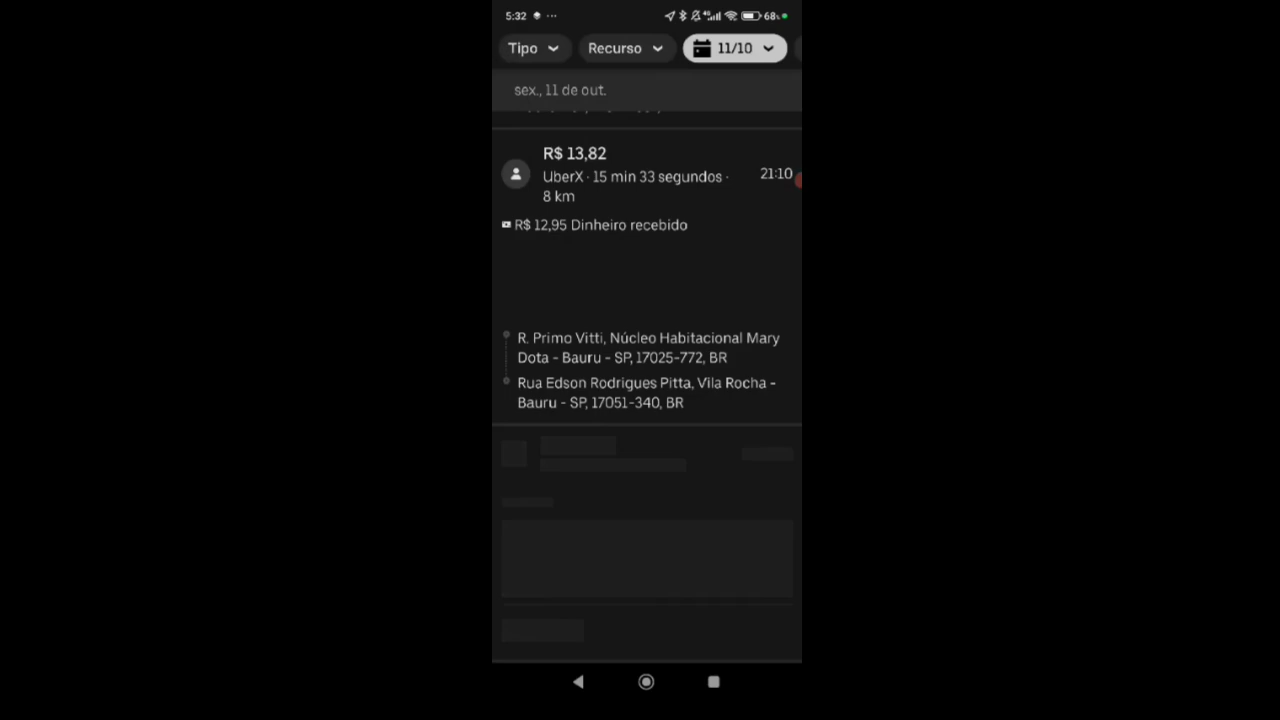 5:32
4G 68%
Tipo
Recurso
11/10
sex., 11 de out.
R$ 13,82
UberX · 15 min 33 segundos ·
8 km
21:10
R$ 12,95 Dinheiro recebido
R. Primo Vitti, Núcleo Habitacional Mary
Dota - Bauru - SP, 17025-772, BR
Rua Edson Rodrigues Pitta, Vila Rocha -
Bauru - SP, 17051-340, BR